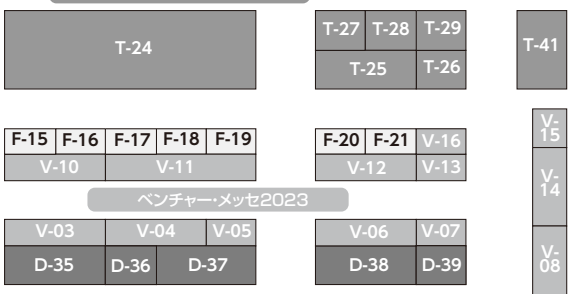 T-24
T-27 T-28 T-29
T-25 T-26
T-41
F-15 F-16 F-17 F-18 F-19
F-20 F-21 V-16
V-10 V-11
V-12 V-13
V-
15
V-
14
ベンチャー・メッセ2023
V-03 V-04 V-05
V-06 V-07
D-35 D-36 D-37
D-38 D-39
V-
08